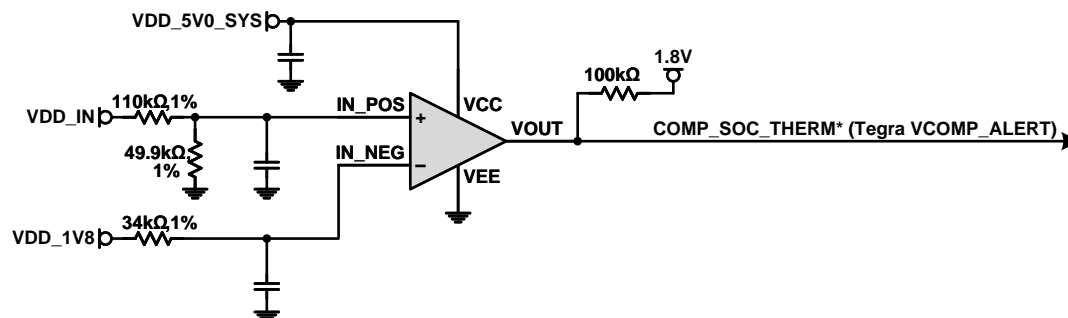 VDD_5V0_SYS
1.8V
100kΩ
VCC
110kΩ,1%
IN_POS
VDD_IN
+
VOUT
COMP_SOC_THERM* (Tegra VCOMP_ALERT)
49.9kΩ,
1%
IN_NEG
−
VEE
34kΩ,1%
VDD_1V8